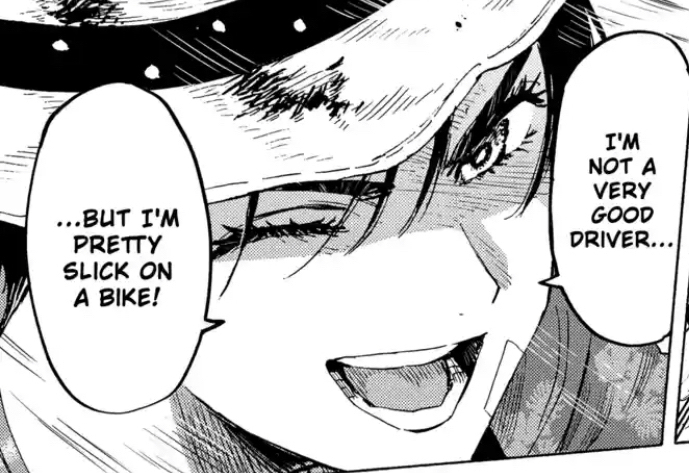 I'M
NOT A
VERY
GOOD
DRIVER...
...BUT I'M
PRETTY
SLICK ON
A BIKE!